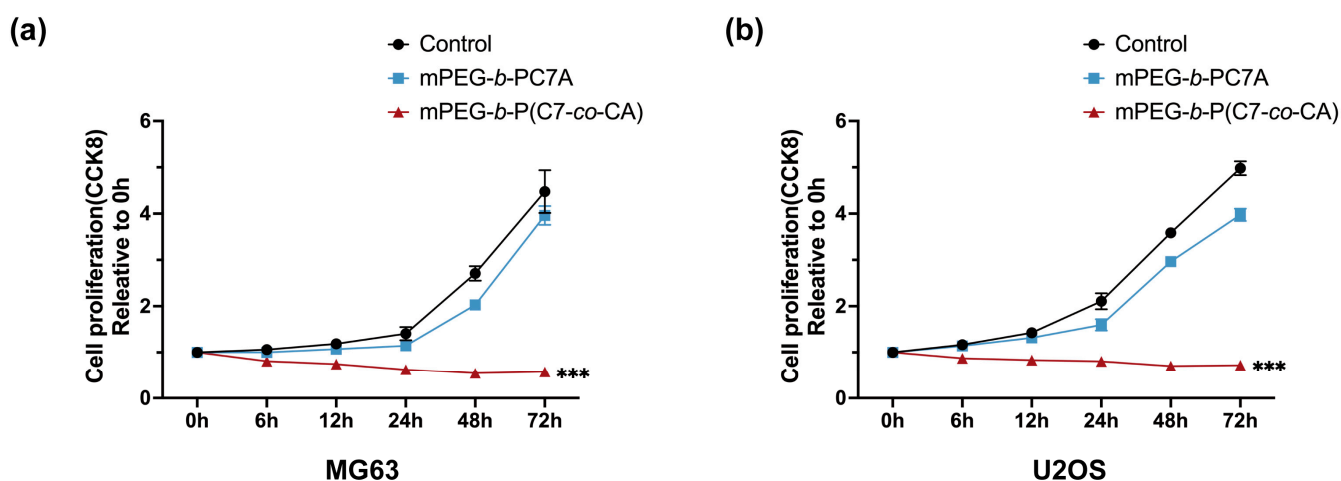 (a)
Control
mPEG-b-PC7A
mPEG-b-P(C7-co-CA)
Cell proliferation(CCK8)
Releative to 0h
6
4
2
0
0h 6h 12h 24h 48h 72h
***
MG63
(b)
Control
mPEG-b-PC7A
mPEG-b-P(C7-co-CA)
Cell proliferation(CCK8)
Releative to 0h
6
4
2
0
0h 6h 12h 24h 48h 72h
***
U2OS